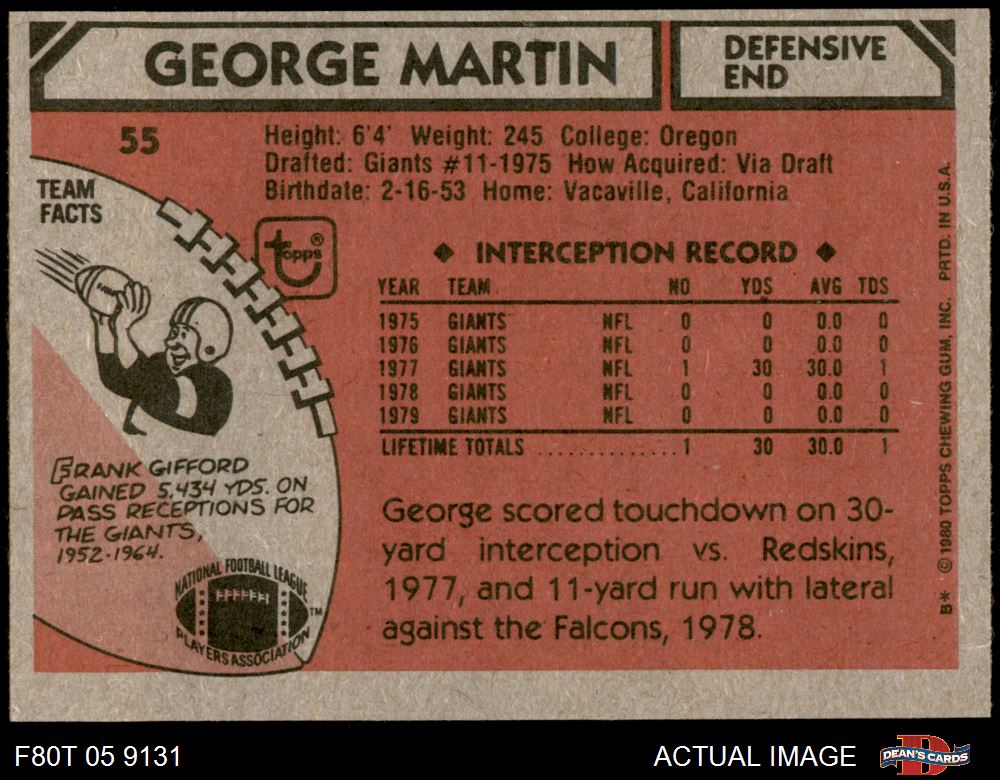 GEORGE MARTIN
DEFENSIVE
END
55
Height: 6'4' Weight: 245 College: Oregon
Drafted: Giants #11-1975 How Acquired: Via Draft
Birthdate: 2-16-53 Home: Vacaville, California
TEAM
FACTS
topps®
◆ INTERCEPTION RECORD ◆
YEAR TEAM NO YDS AVG TDS
1975 GIANTS NFL 0 0 0.0 0
1976 GIANTS NFL 0 0 0.0 0
1977 GIANTS NFL 1 30 30.0 1
1978 GIANTS NFL 0 0 0.0 0
1979 GIANTS NFL 0 0 0.0 0
LIFETIME TOTALS ..............1 30 30.0 1
FRANK GIFFORD
GAINED 5,434 YDS. ON
PASS RECEPTIONS FOR
THE GIANTS,
1952-1964.
NATIONAL FOOTBALL LEAGUE
PLAYERS ASSOCIATION
TM
George scored touchdown on 30-
yard interception vs. Redskins,
1977, and 11-yard run with lateral
against the Falcons, 1978.
B* © 1980 TOPPS CHEWING GUM, INC. PRTD. IN U.S.A.
F80T 05 9131
ACTUAL IMAGE
D
DEAN'S CARDS